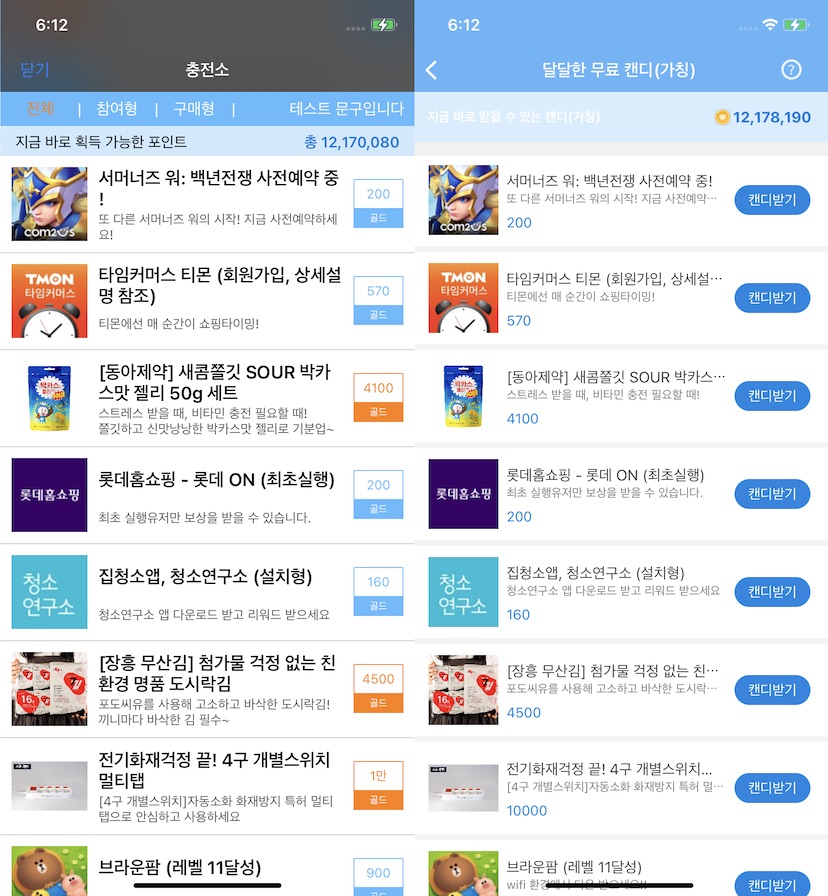 6:12
닫기
충전소
전체 | 참여형 | 구매형 | 테스트 문구입니다
지금 바로 획득 가능한 포인트
총 12,170,080
com2us
서머너즈 워: 백년전쟁 사전예약 중
!
또 다른 서머너즈 워의 시작! 지금 사전예약하세
요!
200
골드
TMON
타임커머스
타임커머스 티몬 (회원가입, 상세설
명 참조)
티몬에선 매 순간이 쇼핑타이밍!
570
골드
박카스
[동아제약] 새콤쫄깃 SOUR 박카
스맛 젤리 50g 세트
스트레스 받을 때, 비타민 충전 필요할 때!
쫄깃하고 신맛낭낭한 박카스맛 젤리로 기분업~
4100
골드
롯데홈쇼핑
롯데홈쇼핑 - 롯데 ON (최초실행)
최초 실행유저만 보상을 받을 수 있습니다.
200
골드
청소
연구소
집청소앱, 청소연구소 (설치형)
청소연구소 앱 다운로드 받고 리워드 받으세요
160
골드
16
[장흥 무산김] 첨가물 걱정 없는 친
환경 명품 도시락김
포도씨유를 사용해 고소하고 바삭한 도시락김!
끼니마다 바삭한 김 필수~
4500
골드
전기화재걱정 끝! 4구 개별스위치
멀티탭
[4구 개별스위치]자동소화 화재방지 특허 멀티
탭으로 안심하고 사용하세요
1만
골드
브라운팜 (레벨 11달성)
900
6:12
달달한 무료 캔디(가칭)
?
지금 바로 받을 수 있는 캔디(가칭)
12,178,190
com2us
서머너즈 워: 백년전쟁 사전예약 중!
또 다른 서머너즈 워의 시작! 지금 사전예약…
200
캔디받기
TMON
타임커머스
타임커머스 티몬 (회원가입, 상세설…
티몬에선 매 순간이 쇼핑타이밍!
570
캔디받기
박카스
[동아제약] 새콤쫄깃 SOUR 박카스…
스트레스 받을 때, 비타민 충전 필요할 때!
4100
캔디받기
롯데홈쇼핑
롯데홈쇼핑 - 롯데 ON (최초실행)
최초 실행유저만 보상을 받을 수 있습니다.
200
캔디받기
청소
연구소
집청소앱, 청소연구소 (설치형)
청소연구소 앱 다운로드 받고 리워드 받으세요
160
캔디받기
16
[장흥 무산김] 첨가물 걱정 없는 친…
포도씨유를 사용해 고소하고 바삭한 도시락…
4500
캔디받기
전기화재걱정 끝! 4구 개별스위치...
[4구 개별스위치]자동소화 화재방지 특허 멀…
10000
캔디받기
브라운팜 (레벨 11달성)
wifi 환경에서 다운 받으세요!!
캔디받기